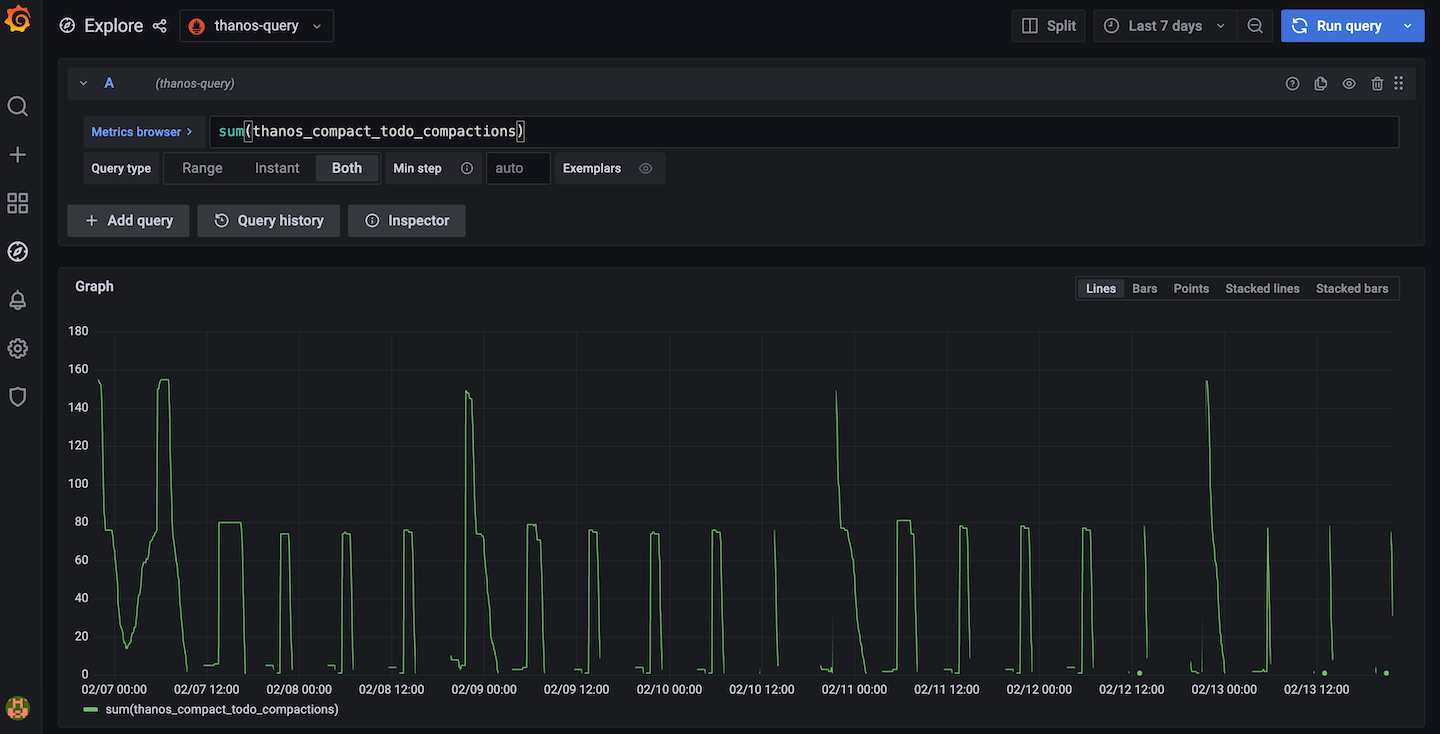 Explore thanos-query Split Last 7 days Run query
A (thanos-query)
Metrics browser > sum(thanos_compact_todo_compactions)
Query type Range Instant Both Min step auto Exemplars
+ Add query Query history Inspector
Graph
Lines Bars Points Stacked lines Stacked bars
180
160
140
120
100
80
60
40
20
0
02/07 00:00 02/07 12:00 02/08 00:00 02/08 12:00 02/09 00:00 02/09 12:00 02/10 00:00 02/10 12:00 02/11 00:00 02/11 12:00 02/12 00:00 02/12 12:00 02/13 00:00 02/13 12:00
sum(thanos_compact_todo_compactions)